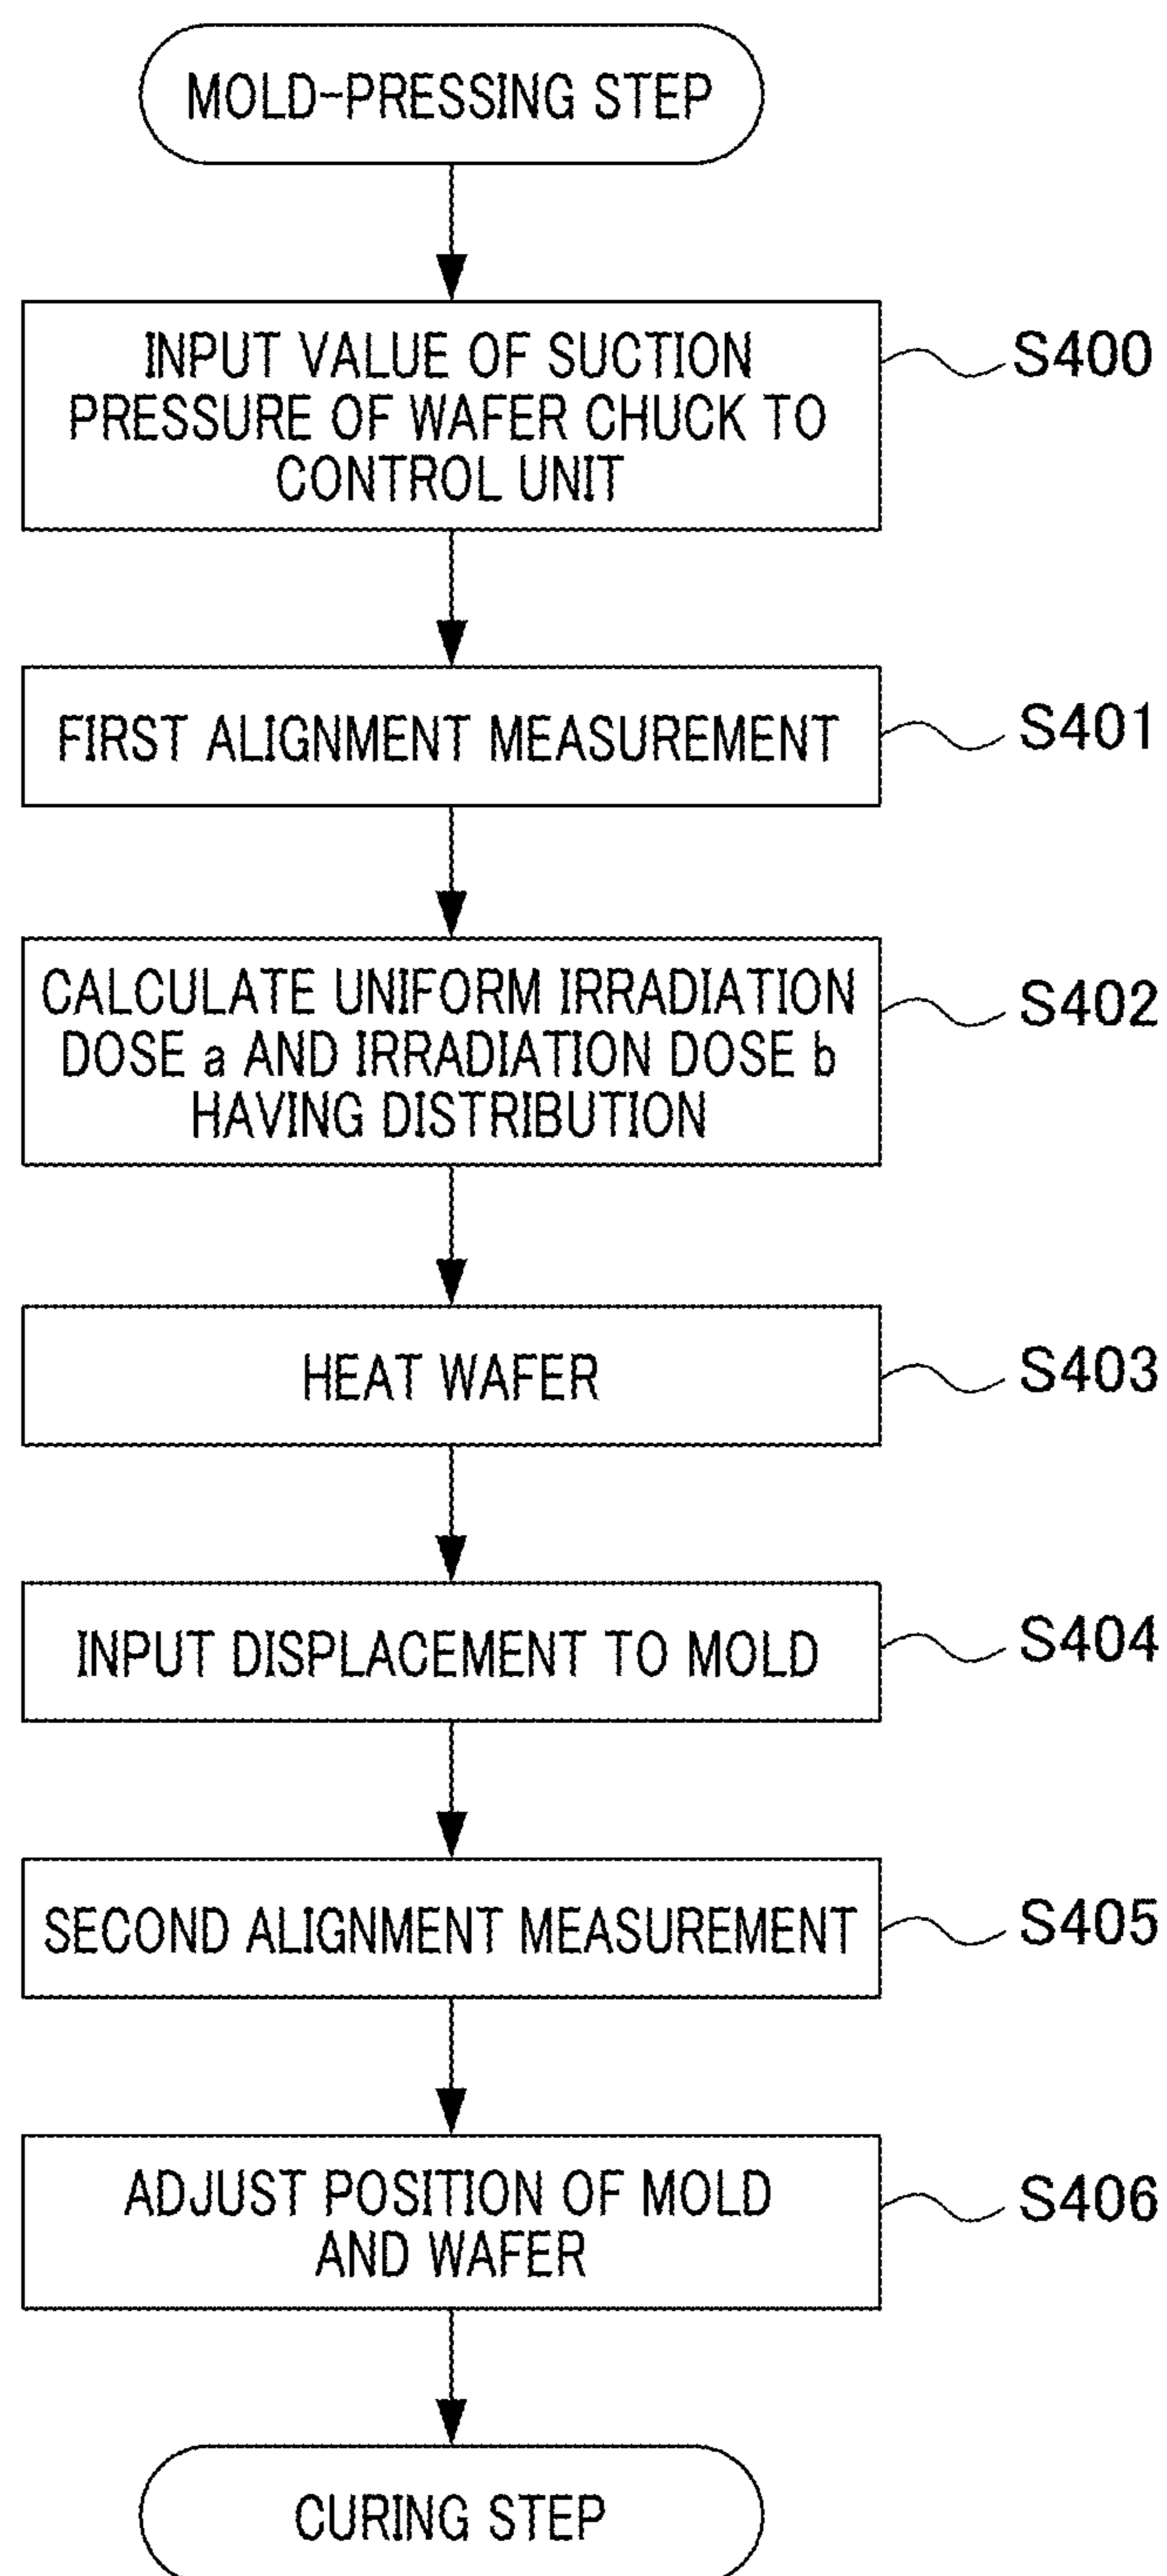 MOLD-PRESSING STEP
INPUT VALUE OF SUCTION
PRESSURE OF WAFER CHUCK TO
CONTROL UNIT
S400
FIRST ALIGNMENT MEASUREMENT
S401
CALCULATE UNIFORM IRRADIATION
DOSE a AND IRRADIATION DOSE b
HAVING DISTRIBUTION
S402
HEAT WAFER
S403
INPUT DISPLACEMENT TO MOLD
S404
SECOND ALIGNMENT MEASUREMENT
S405
ADJUST POSITION OF MOLD
AND WAFER
S406
CURING STEP